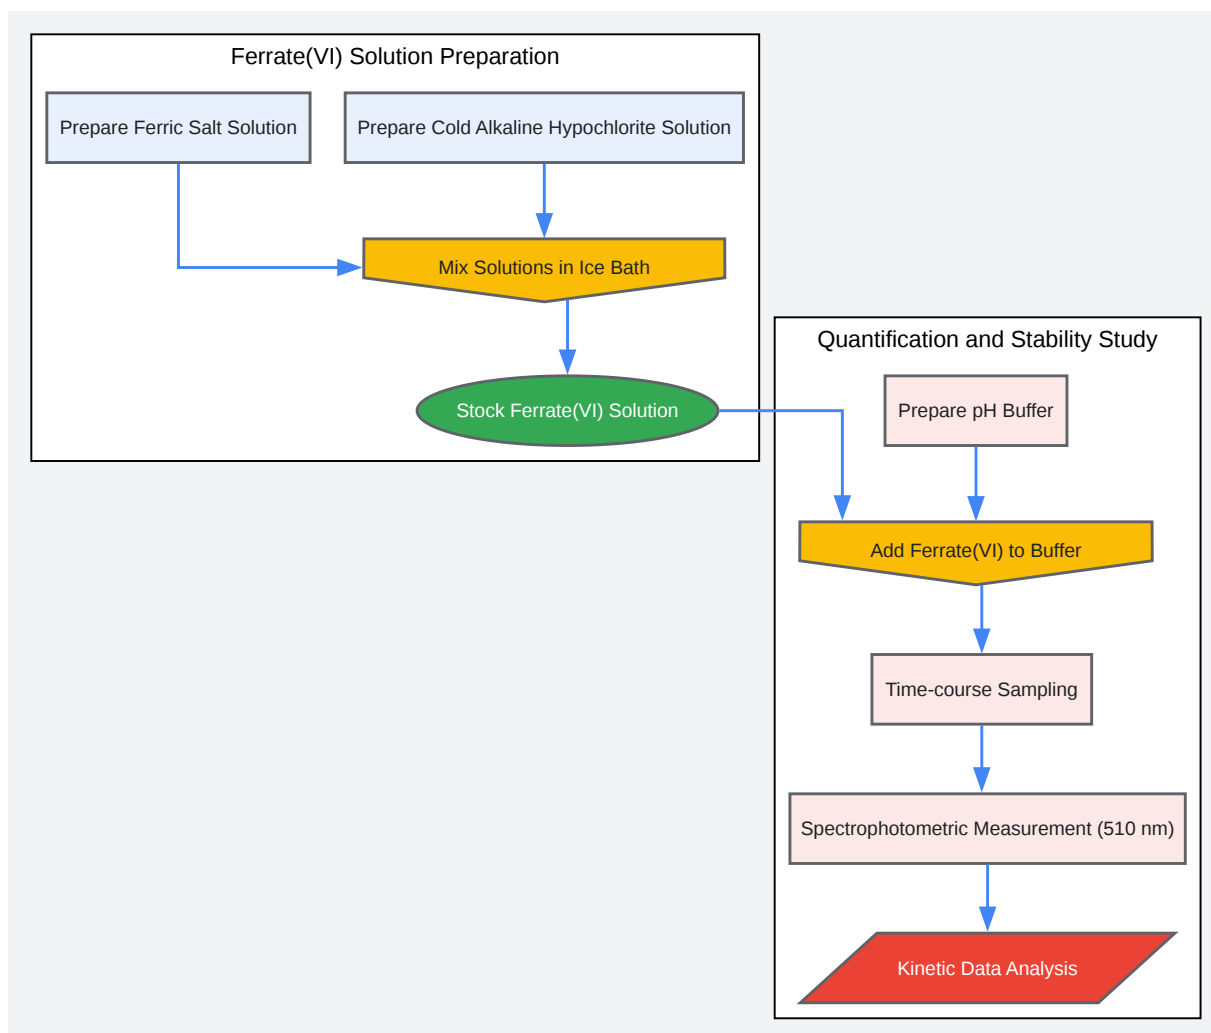 Ferrate(VI) Solution Preparation
Prepare Ferric Salt Solution
Prepare Cold Alkaline Hypochlorite Solution
Mix Solutions in Ice Bath
Stock Ferrate(VI) Solution
Quantification and Stability Study
Prepare pH Buffer
Add Ferrate(VI) to Buffer
Time-course Sampling
Spectrophotometric Measurement (510 nm)
Kinetic Data Analysis